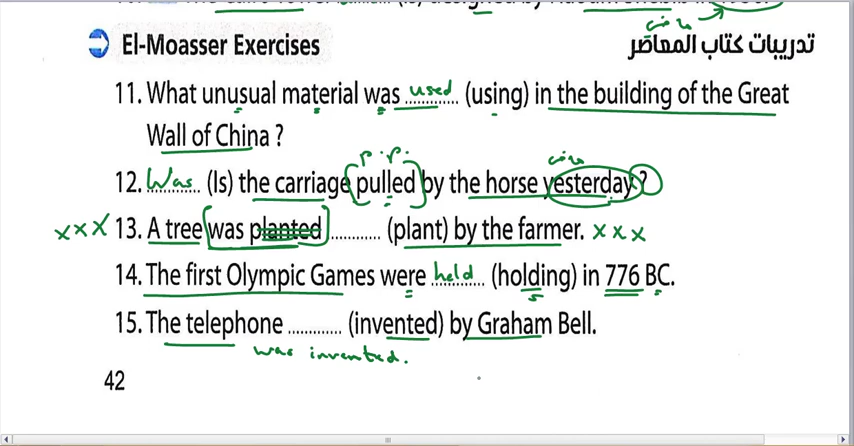 El-Moasser Exercises تدريبات كتاب المعاصر
ماضى
11. What unusual material was ...used... (using) in the building of the Great
Wall of China ?
P.P. ماضى
12. Was (Is) the carriage [pulled] by the horse yesterday ?
xxx 13. A tree was planted ............ (plant) by the farmer. x x x
14. The first Olympic Games were ...held... (holding) in 776 BC.
15. The telephone ............ (invented) by Graham Bell.
was invented.
42